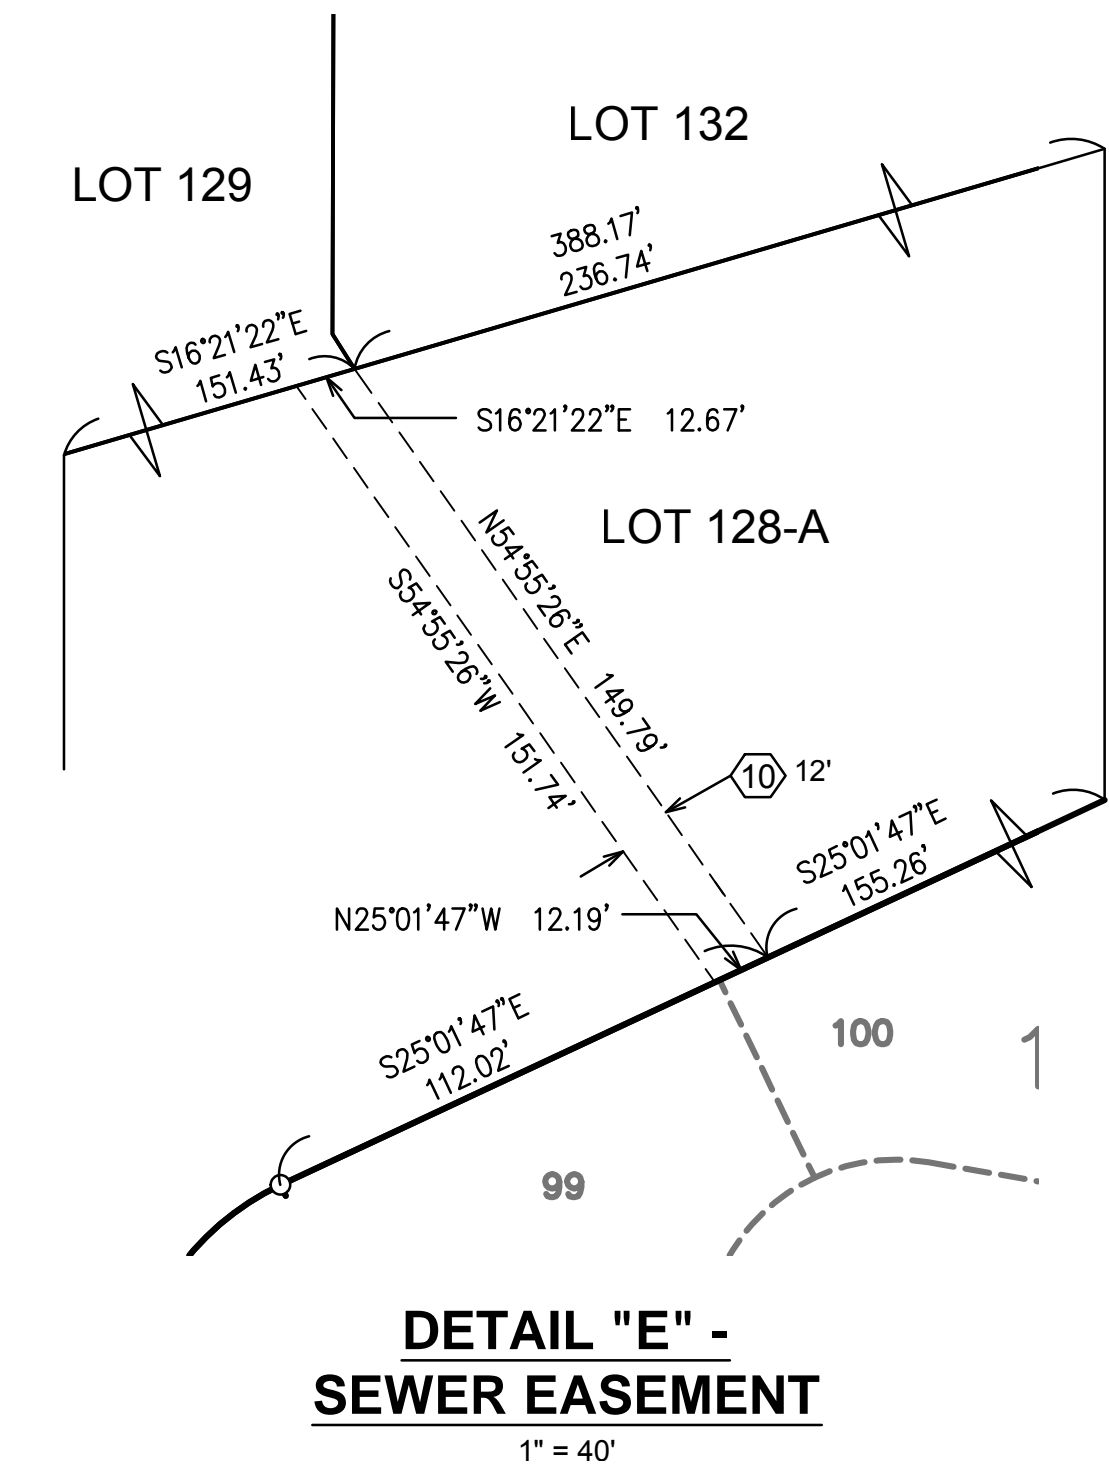 LOT 132
LOT 129
388.17'
236.74'
S16°21'22"E
151.43'
S16°21'22"E 12.67'
LOT 128-A
N54°55'26"E 149.79'
S54°55'26"W 151.74'
10 12'
S25°01'47"E
155.26'
N25°01'47"W 12.19'
S25°01'47"E
112.02'
100
1
99
DETAIL "E" -
SEWER EASEMENT
1" = 40'